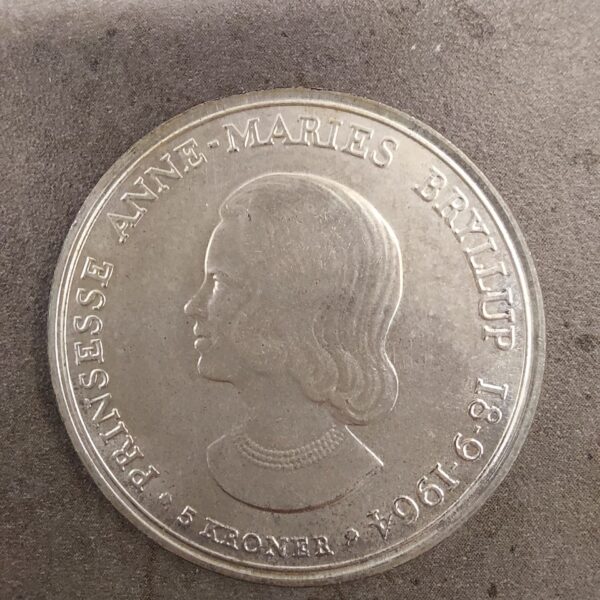 PRINSESSE ANNE-MARIES BRYLLUP 18-9-1964
5 KRONER